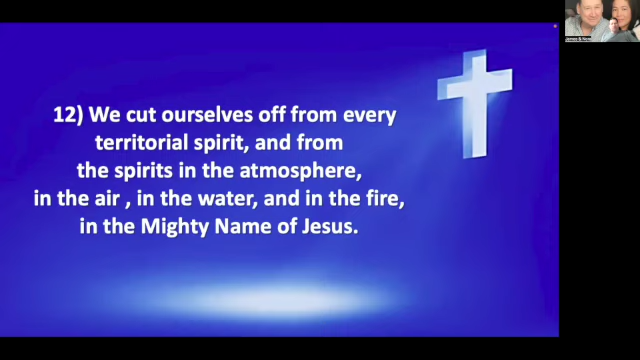 12) We cut ourselves off from every
territorial spirit, and from
the spirits in the atmosphere,
in the air , in the water, and in the fire,
in the Mighty Name of Jesus.
James &